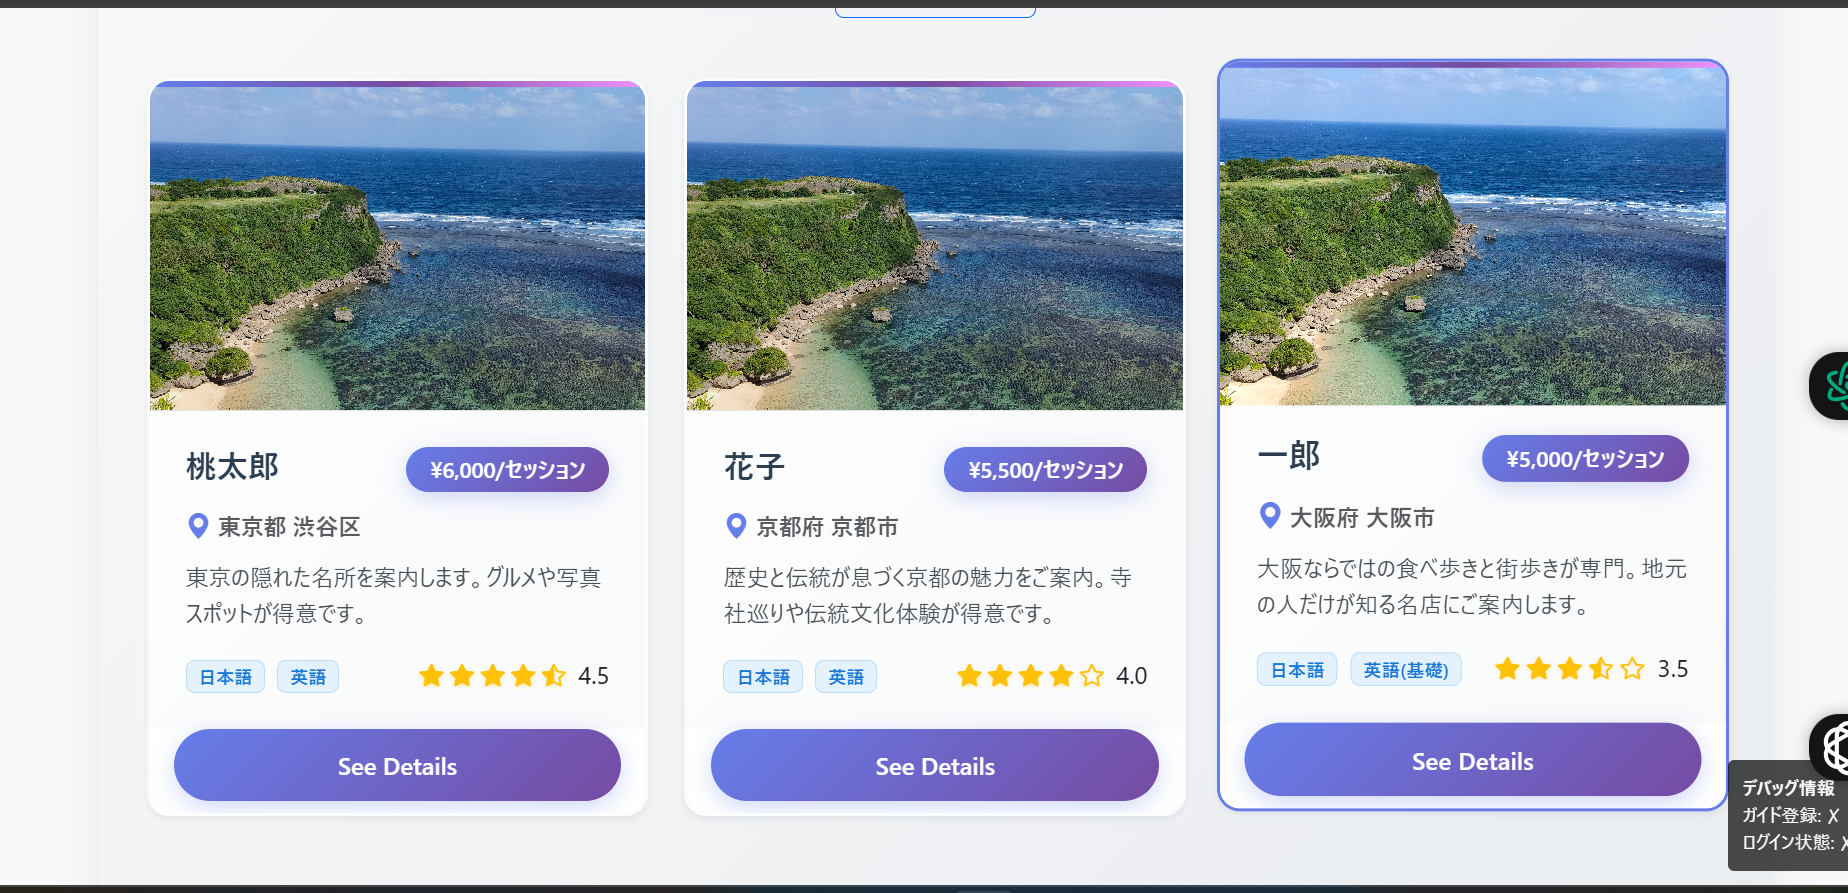 桃太郎
¥6,000/セッション
東京都 渋谷区
東京の隠れた名所を案内します。グルメや写真
スポットが得意です。
日本語 英語 4.5
See Details
花子
¥5,500/セッション
京都府 京都市
歴史と伝統が息づく京都の魅力をご案内。寺
社巡りや伝統文化体験が得意です。
日本語 英語 4.0
See Details
一郎
¥5,000/セッション
大阪府 大阪市
大阪ならではの食べ歩きと街歩きが専門。地元
の人だけが知る名店にご案内します。
日本語 英語(基礎) 3.5
See Details
デバッグ情報
ガイド登録: ✗
ログイン状態: ✗